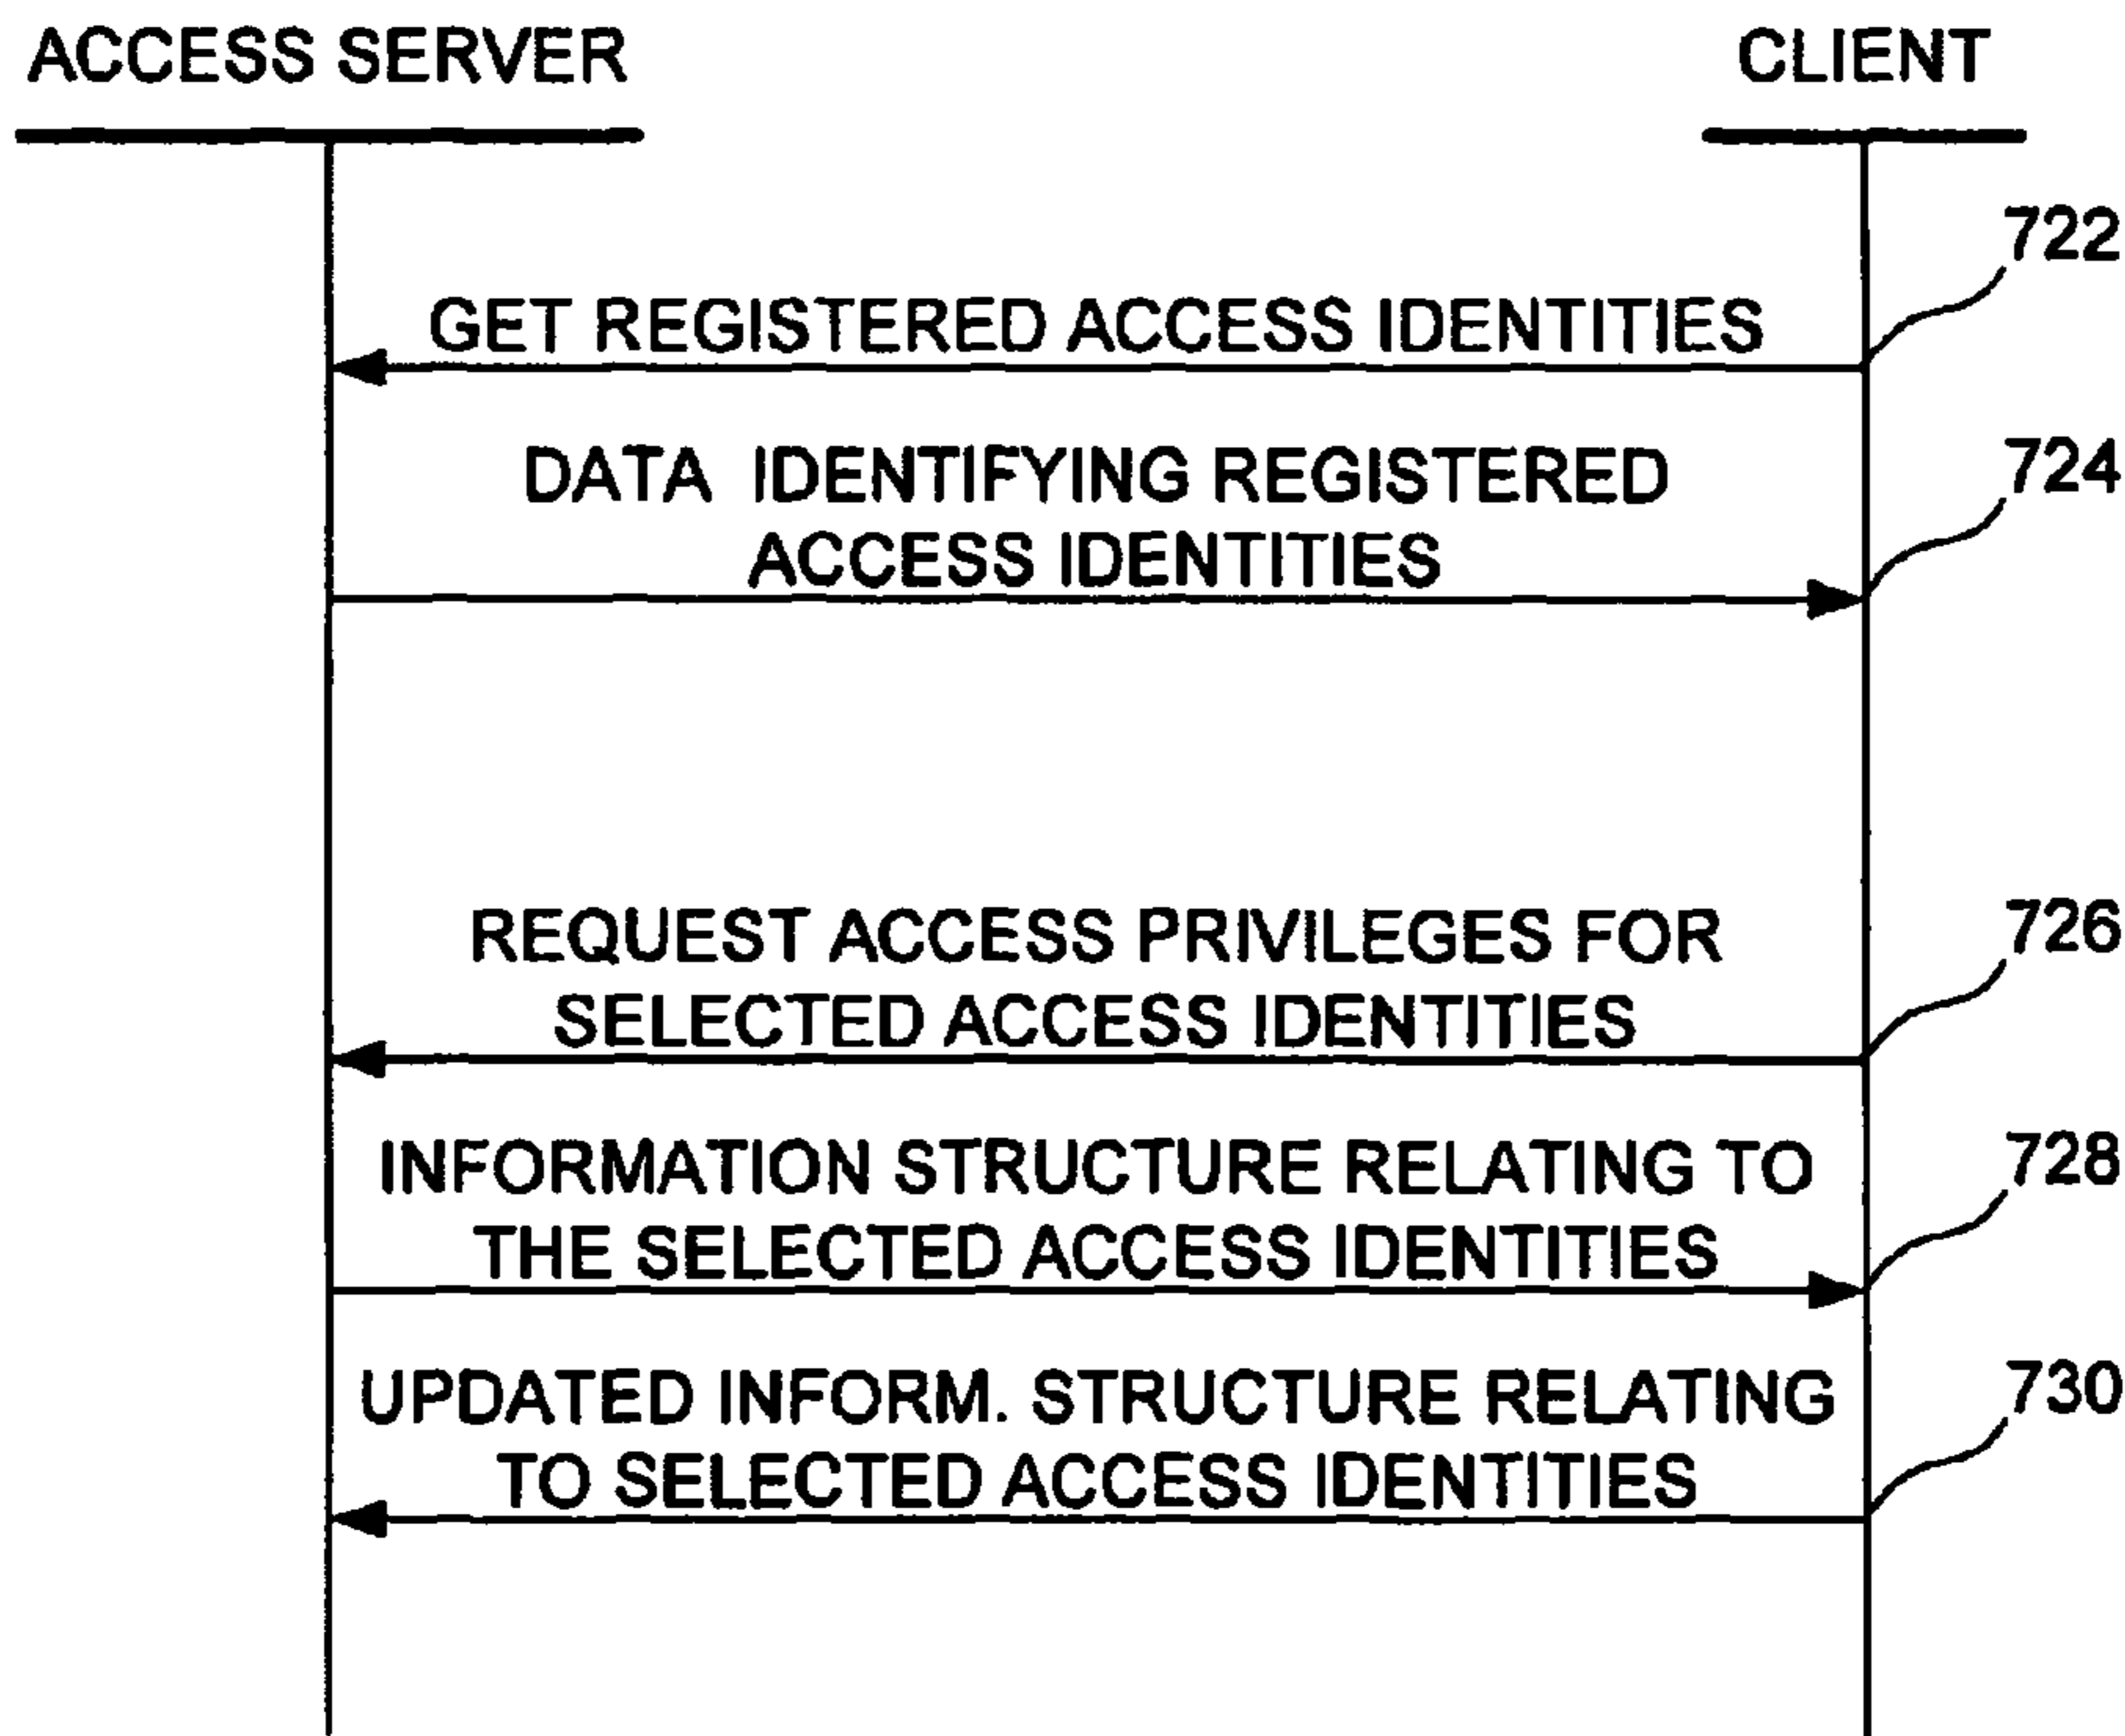 ACCESS SERVER
CLIENT
722
GET REGISTERED ACCESS IDENTITIES
724
DATA IDENTIFYING REGISTERED
ACCESS IDENTITIES
726
REQUEST ACCESS PRIVILEGES FOR
SELECTED ACCESS IDENTITIES
728
INFORMATION STRUCTURE RELATING TO
THE SELECTED ACCESS IDENTITIES
730
UPDATED INFORM. STRUCTURE RELATING
TO SELECTED ACCESS IDENTITIES